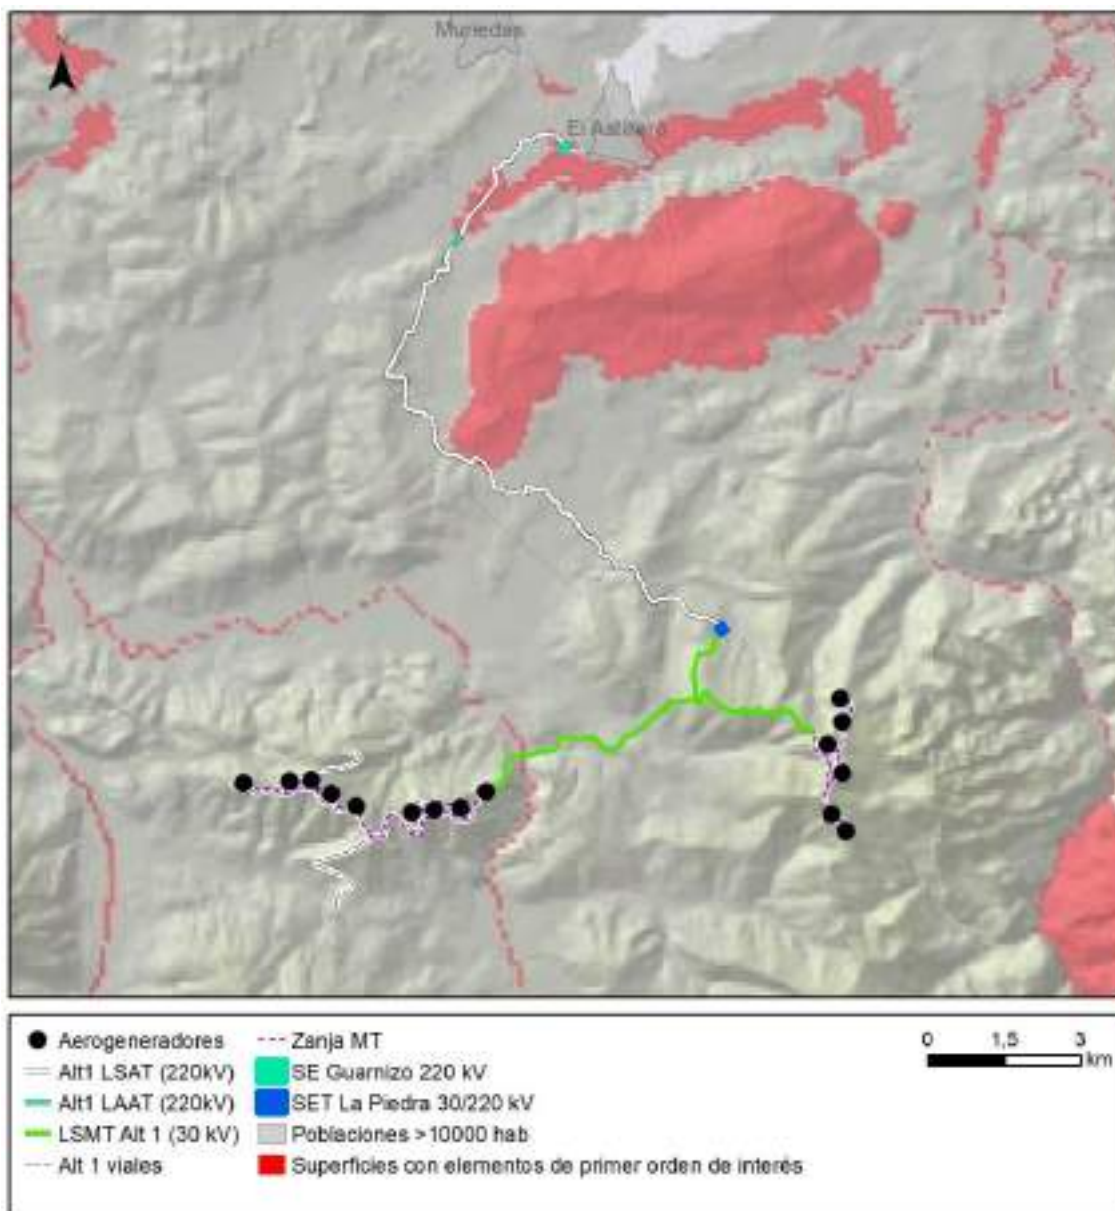 Muriedas
El Astillero
Aerogeneradores
Alt1 LSAT (220kV)
Alt1 LAAT (220kV)
LSMT Alt 1 (30 kV)
Alt 1 viales
Zanja MT
SE Guarnizo 220 kV
SET La Piedra 30/220 kV
Poblaciones >10000 hab
Superficies con elementos de primer orden de interés
0 1,5 3
km